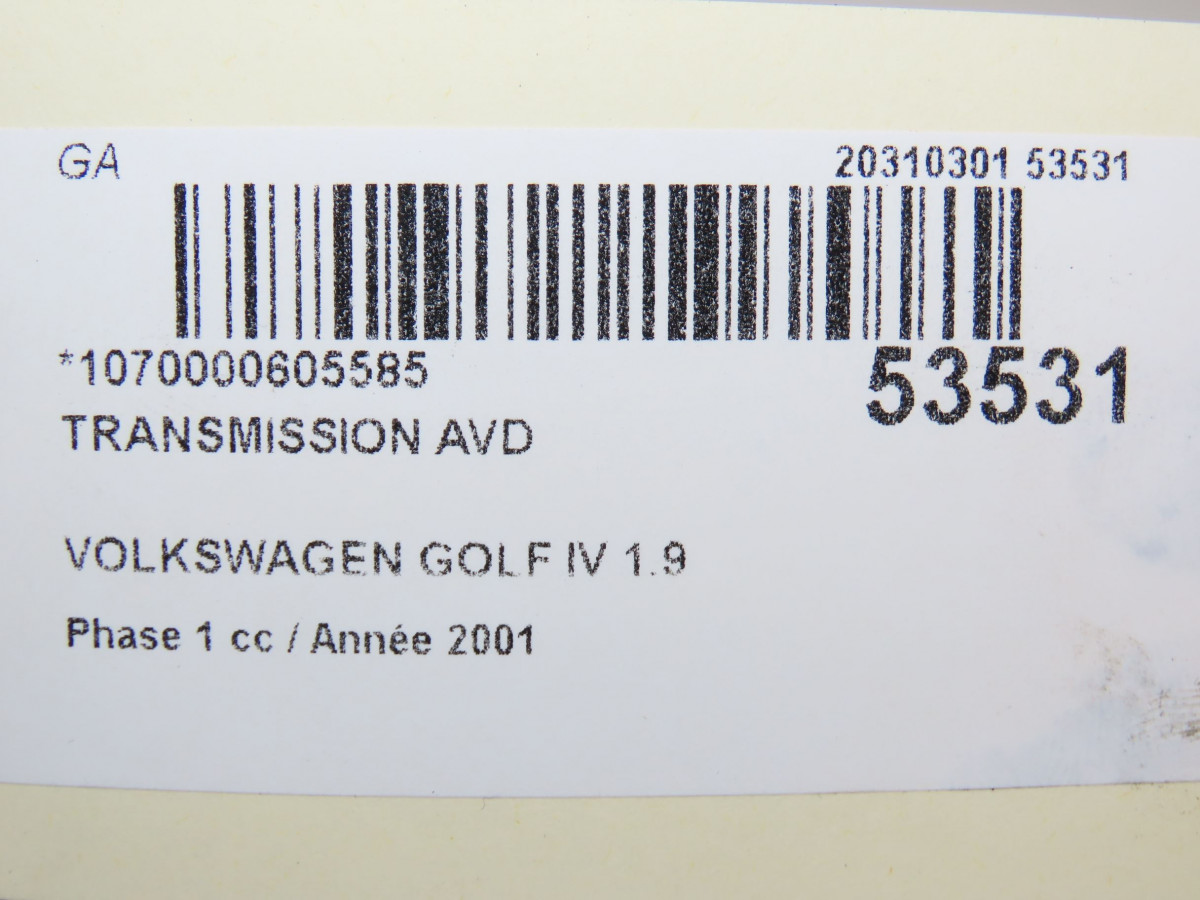 GA 20310301 53531
*1070000605585 53531
TRANSMISSION AVD
VOLKSWAGEN GOLF IV 1.9
Phase 1 cc / Année 2001